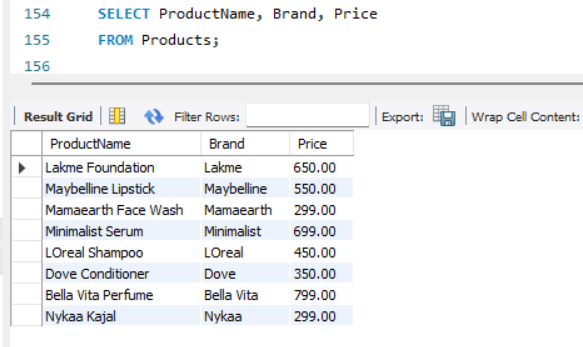 154 SELECT ProductName, Brand, Price
155 FROM Products;
156
Result Grid Filter Rows: Export: Wrap Cell Content:
ProductName Brand Price
Lakme Foundation Lakme 650.00
Maybelline Lipstick Maybelline 550.00
Mamaearth Face Wash Mamaearth 299.00
Minimalist Serum Minimalist 699.00
LOreal Shampoo LOreal 450.00
Dove Conditioner Dove 350.00
Bella Vita Perfume Bella Vita 799.00
Nykaa Kajal Nykaa 299.00